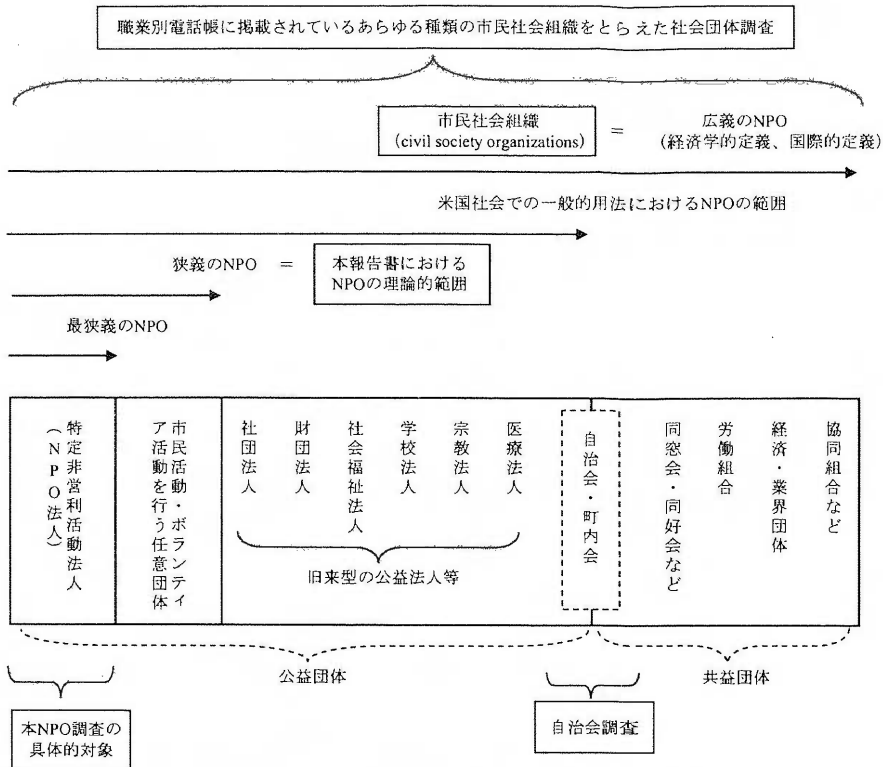 職業別電話帳に掲載されているあらゆる種類の市民社会組織をとらえた社会団体調査
市民社会組織
(civil society organizations)
=
広義のNPO
(経済学的定義、国際的定義)
米国社会での一般的用法におけるNPOの範囲
狭義のNPO
=
本報告書における
NPOの理論的範囲
最狭義のNPO
特定非営利活動法人
(NPO法人)
市民活動・ボランティ
ア活動を行う任意団体
社団法人
財団法人
社会福祉法人
学校法人
宗教法人
医療法人
旧来型の公益法人等
自治会・町内会
同窓会・同好会など
労働組合
経済・業界団体
協同組合など
公益団体
共益団体
本NPO調査の
具体的対象
自治会調査